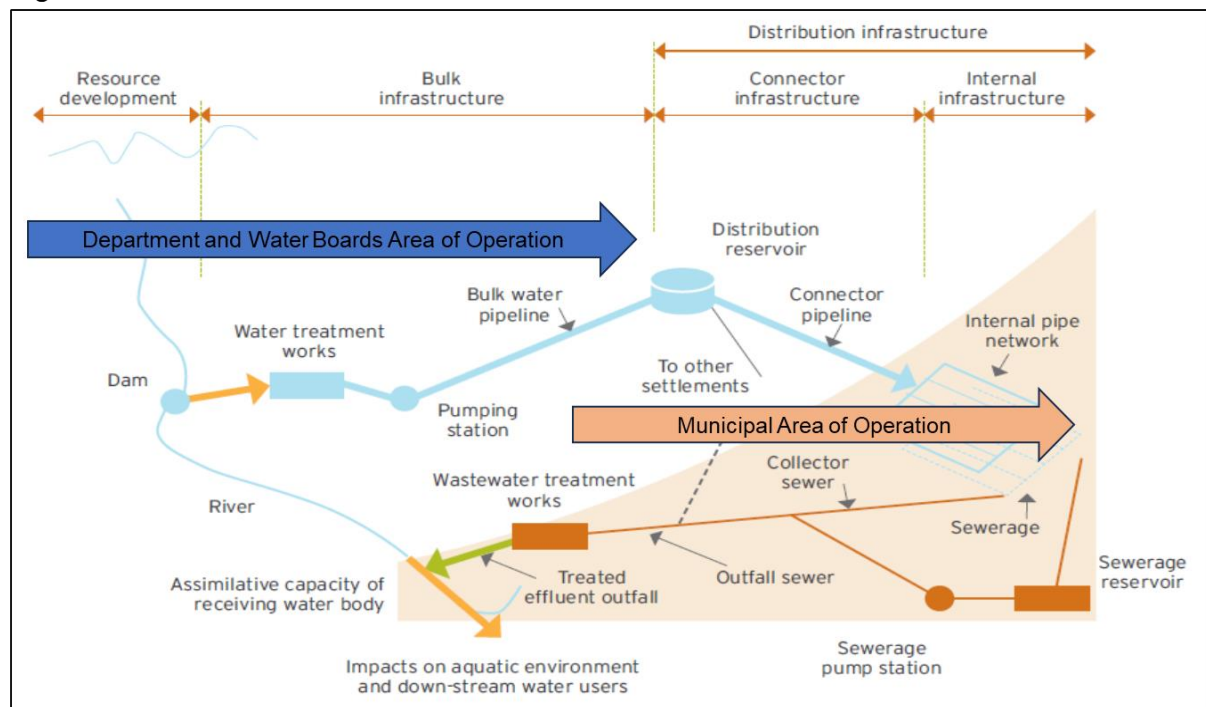 Distribution infrastructure
Resource
development
Bulk
infrastructure
Connector
infrastructure
Internal
infrastructure
Department and Water Boards Area of Operation
Distribution
reservoir
Bulk water
pipeline
Connector
pipeline
Water treatment
works
Internal pipe
network
Dam
To other
settlements
Pumping
station
Municipal Area of Operation
Wastewater treatment
works
Collector
sewer
River
Sewerage
Assimilative capacity of
receiving water body
Treated
effluent outfall
Outfall sewer
Sewerage
reservoir
Impacts on aquatic environment
and down-stream water users
Sewerage
pump station